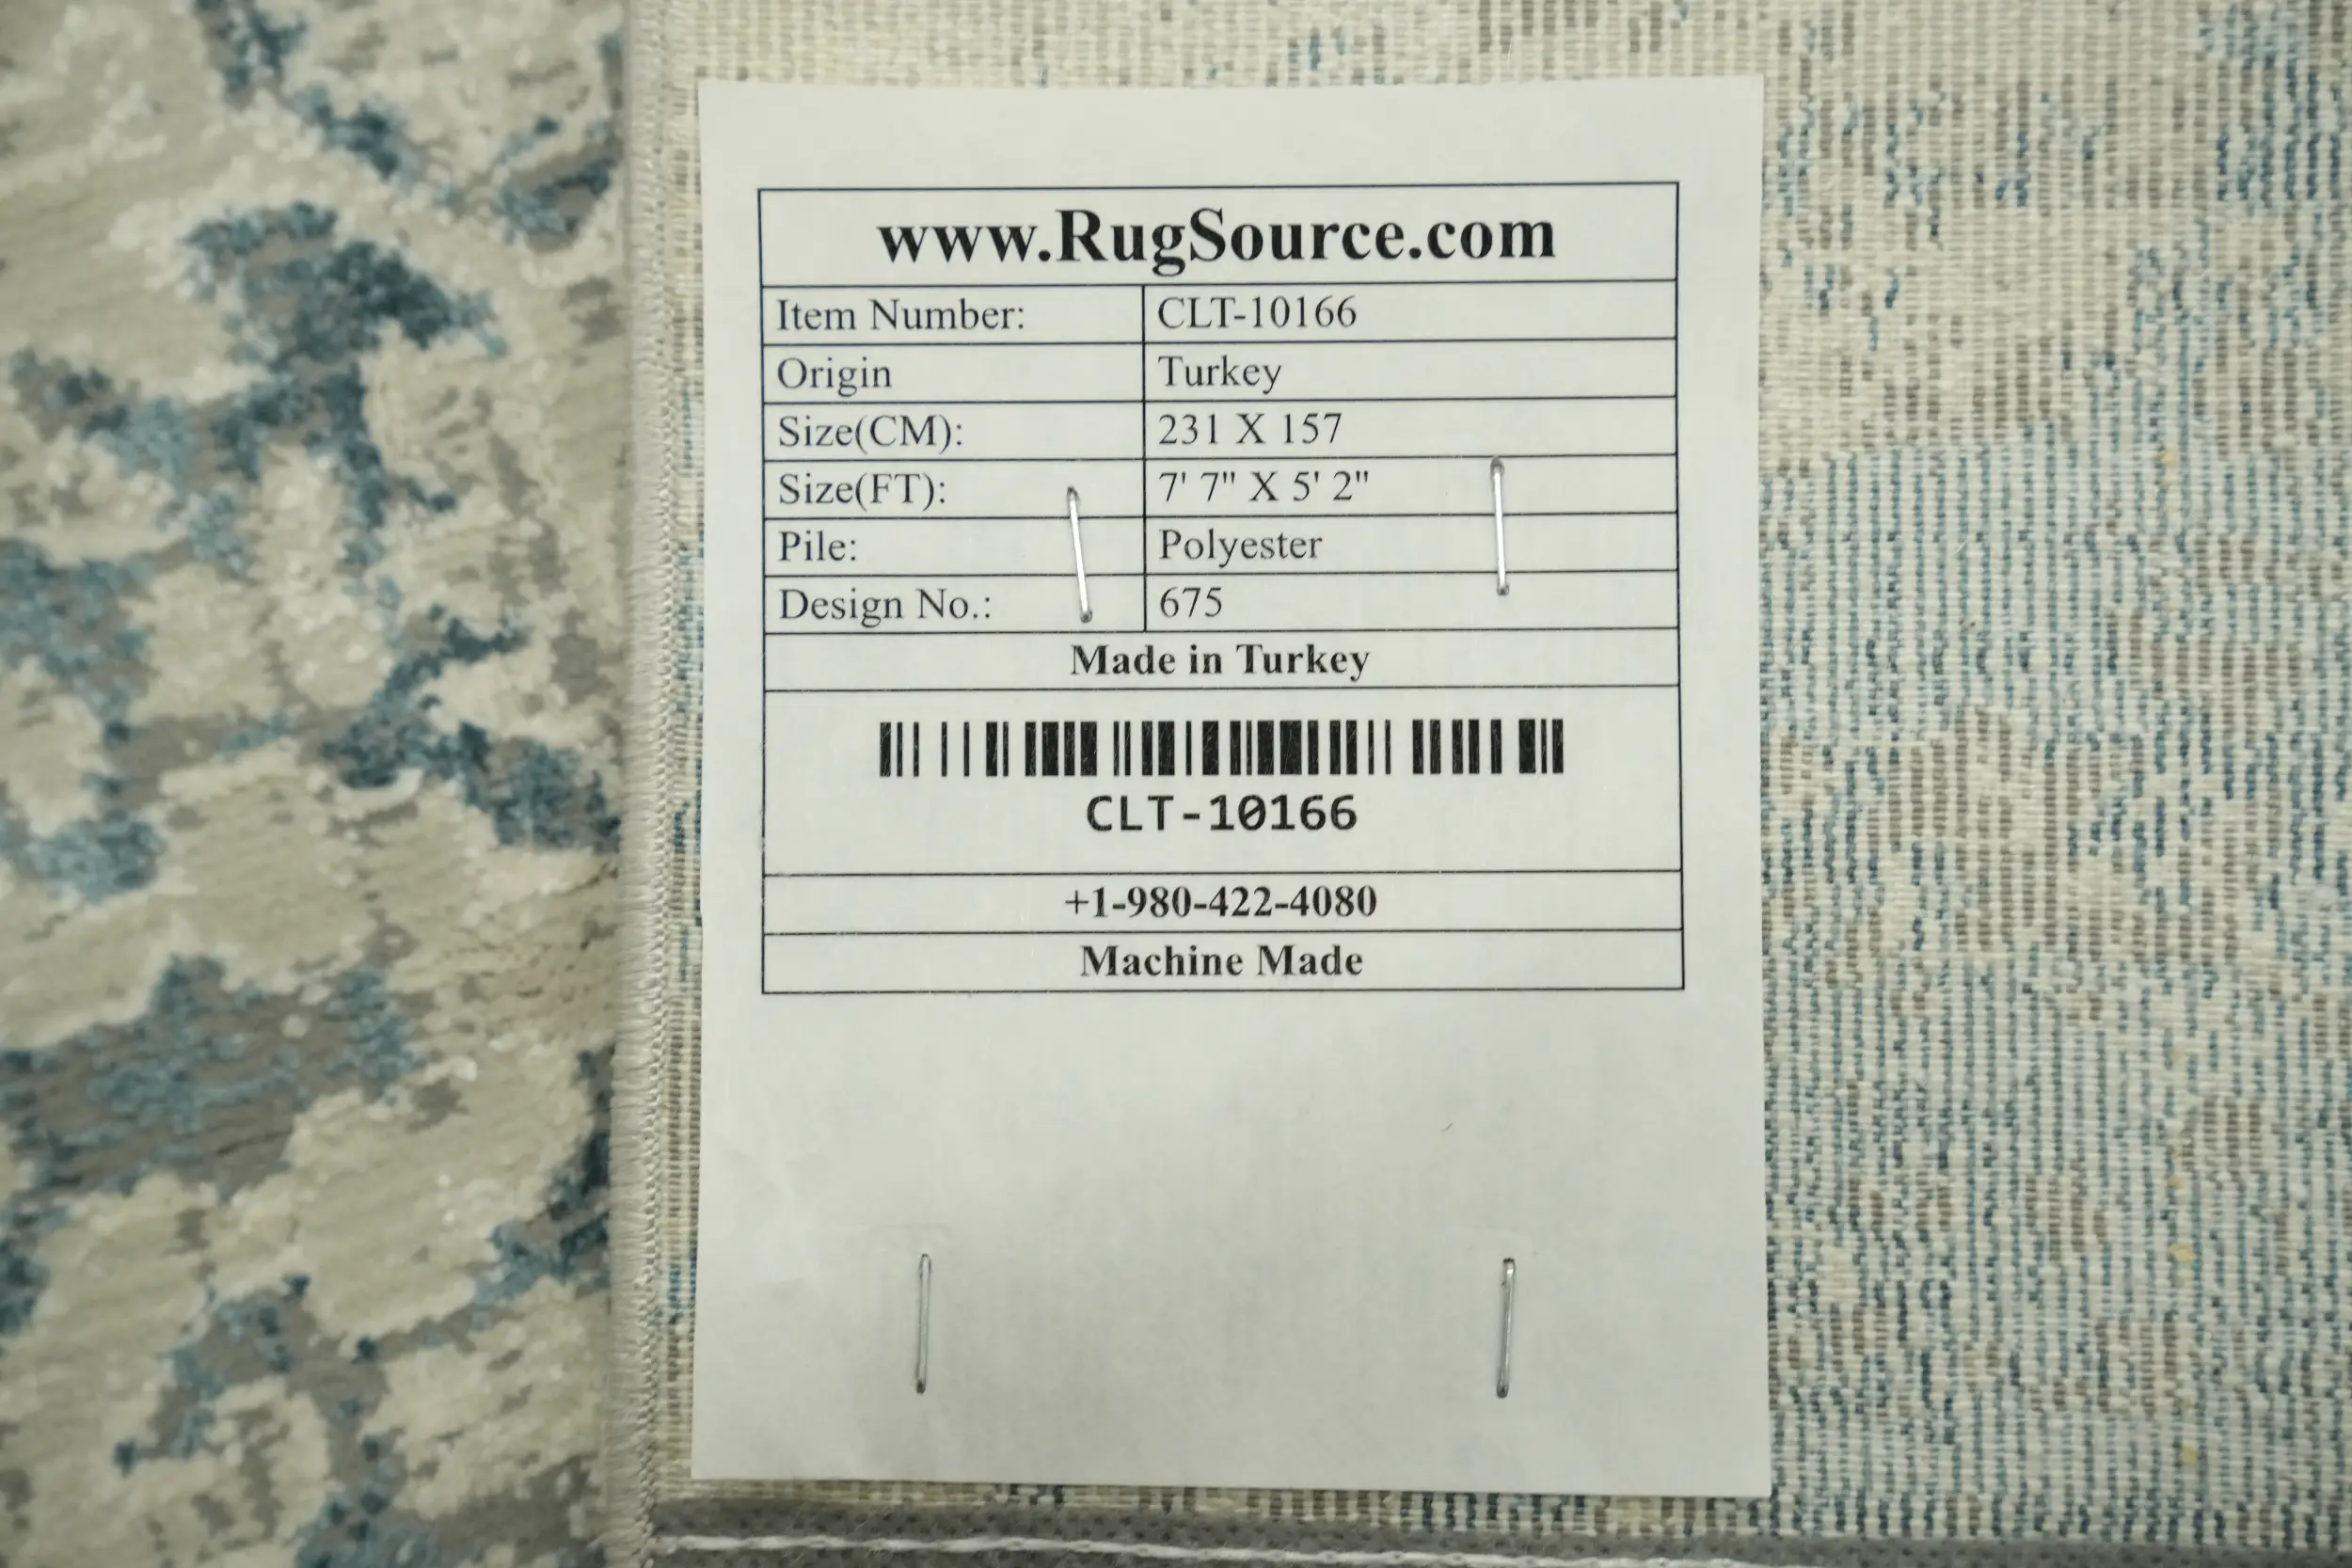 www.RugSource.com
Item Number: CLT-10166
Origin Turkey
Size(CM): 231 X 157
Size(FT): 7' 7" X 5' 2"
Pile: Polyester
Design No.: 675
Made in Turkey
CLT-10166
+1-980-422-4080
Machine Made